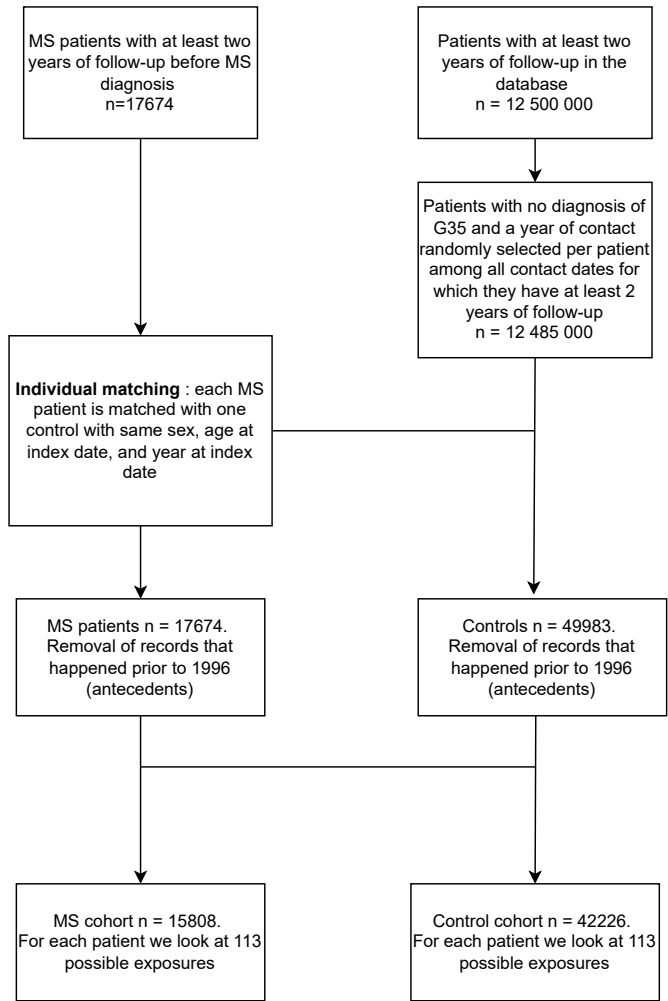 MS patients with at least two
years of follow-up before MS
diagnosis
n=17674
Patients with at least two
years of follow-up in the
database
n = 12 500 000
Patients with no diagnosis of
G35 and a year of contact
randomly selected per patient
among all contact dates for
which they have at least 2
years of follow-up
n = 12 485 000
Individual matching : each MS
patient is matched with one
control with same sex, age at
index date, and year at index
date
MS patients n = 17674.
Removal of records that
happened prior to 1996
(antecedents)
Controls n = 49983.
Removal of records that
happened prior to 1996
(antecedents)
MS cohort n = 15808.
For each patient we look at 113
possible exposures
Control cohort n = 42226.
For each patient we look at 113
possible exposures